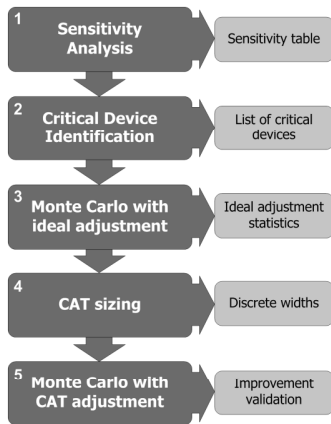 1
Sensitivity
Analysis
Sensitivity table
2
Critical Device
Identification
List of critical
devices
3
Monte Carlo with
ideal adjustment
Ideal adjustment
statistics
4
CAT sizing
Discrete widths
5
Monte Carlo with
CAT adjustment
Improvement
validation